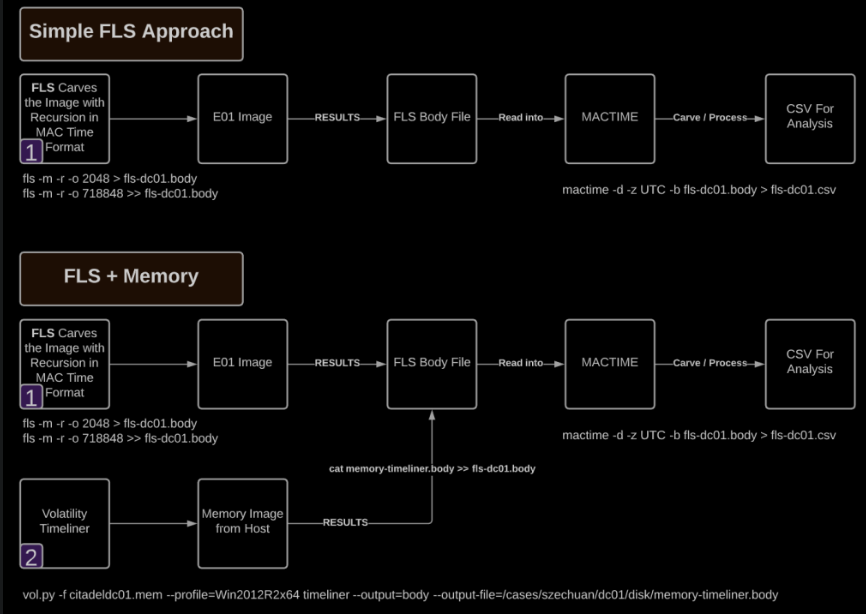 Simple FLS Approach
FLS Carves
the Image with
Recursion in
MAC Time
Format
1
E01 Image
RESULTS
FLS Body File
Read into
MACTIME
Carve / Process
CSV For
Analysis
fls -m -r -o 2048 > fls-dc01.body
fls -m -r -o 718848 >> fls-dc01.body
mactime -d -z UTC -b fls-dc01.body > fls-dc01.csv
FLS + Memory
FLS Carves
the Image with
Recursion in
MAC Time
Format
1
E01 Image
RESULTS
FLS Body File
Read into
MACTIME
Carve / Process
CSV For
Analysis
fls -m -r -o 2048 > fls-dc01.body
fls -m -r -o 718848 >> fls-dc01.body
mactime -d -z UTC -b fls-dc01.body > fls-dc01.csv
cat memory-timeliner.body >> fls-dc01.body
Volatility
Timeliner
2
Memory Image
from Host
RESULTS
vol.py -f citadeldc01.mem --profile=Win2012R2x64 timeliner --output=body --output-file=/cases/szechuan/dc01/disk/memory-timeliner.body